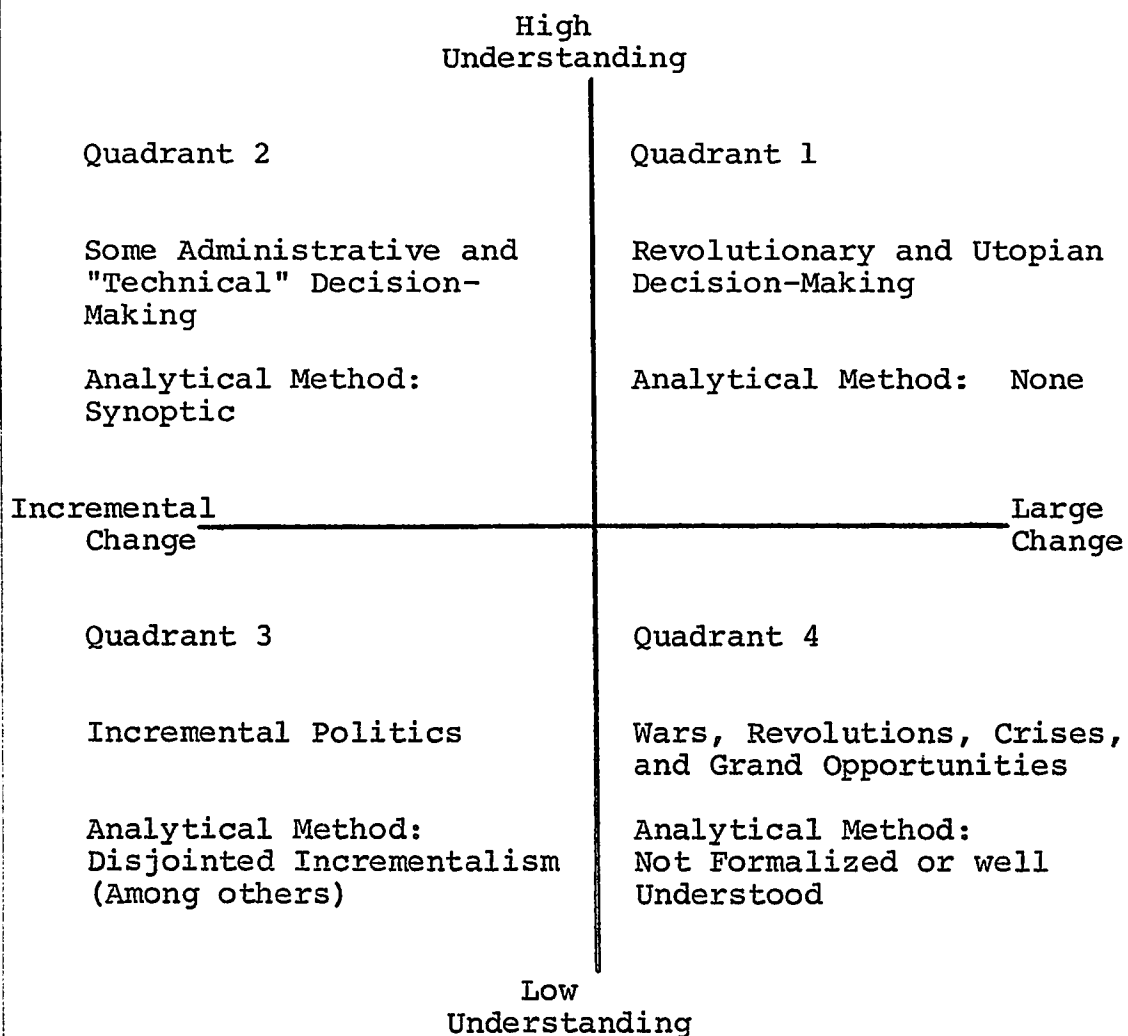 High
Understanding
Quadrant 2
Some Administrative and
"Technical" Decision-
Making
Analytical Method:
Synoptic
Quadrant 1
Revolutionary and Utopian
Decision-Making
Analytical Method: None
Incremental
Change
Large
Change
Quadrant 3
Incremental Politics
Analytical Method:
Disjointed Incrementalism
(Among others)
Quadrant 4
Wars, Revolutions, Crises,
and Grand Opportunities
Analytical Method:
Not Formalized or well
Understood
Low
Understanding